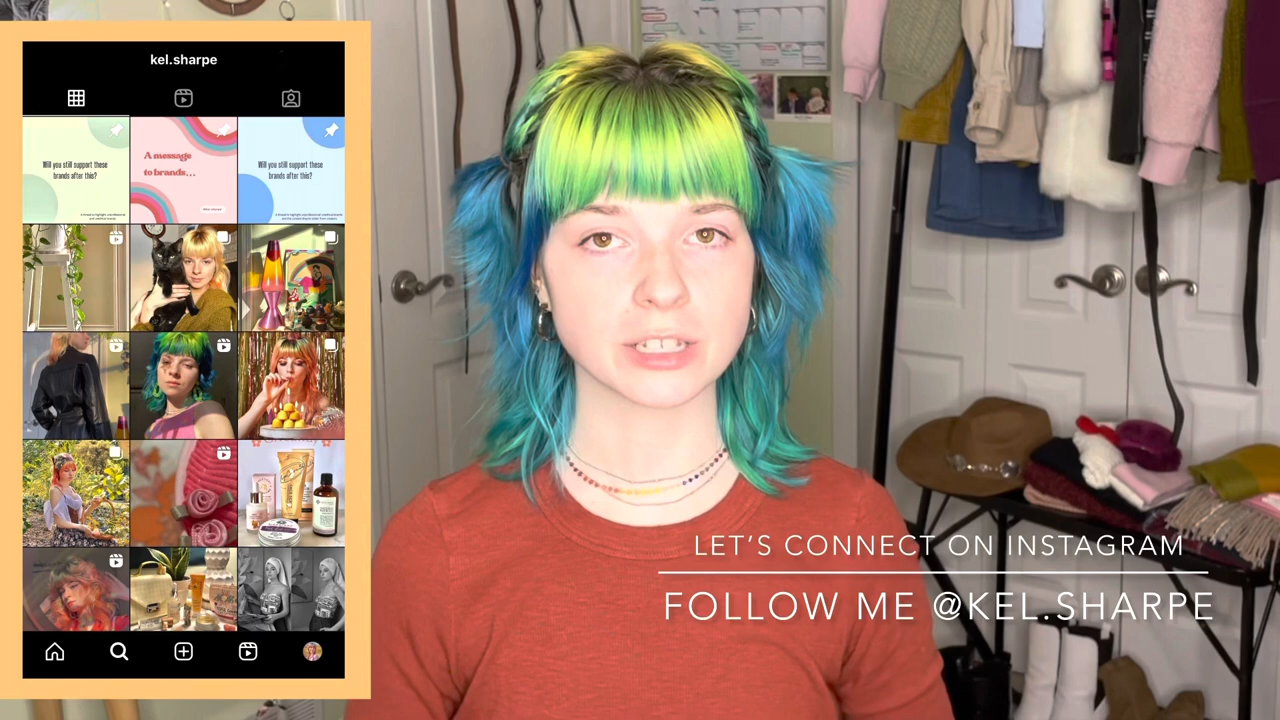 kel.sharpe
Will you still support these
brands after this?
A message
to brands...
Will you still support these
brands after this?
LET'S CONNECT ON INSTAGRAM
FOLLOW ME @KEL.SHARPE